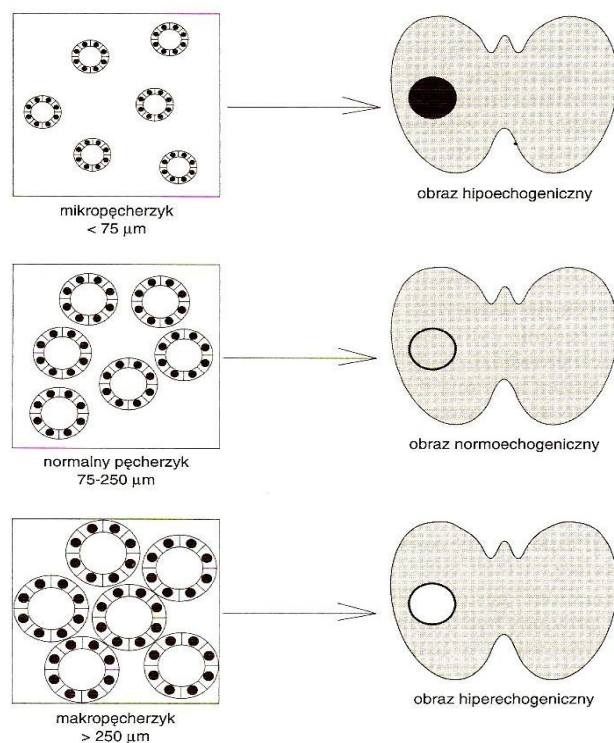 mikropęcherzyk
< 75 μm
obraz hipoechogeniczny
normalny pęcherzyk
75-250 μm
obraz normoechogeniczny
makropęcherzyk
> 250 μm
obraz hiperechogeniczny